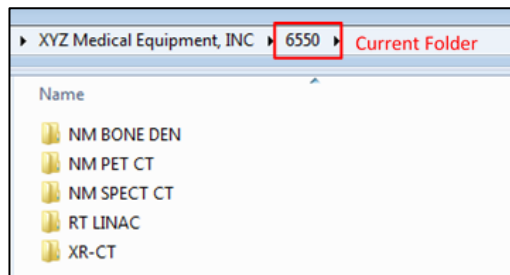 XYZ Medical Equipment, INC 6550 Current Folder
Name
NM BONE DEN
NM PET CT
NM SPECT CT
RT LINAC
XR-CT